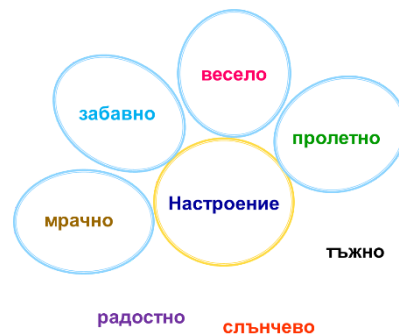 весело
забавно
пролетно
Настроение
мрачно
тъжно
радостно
слънчево